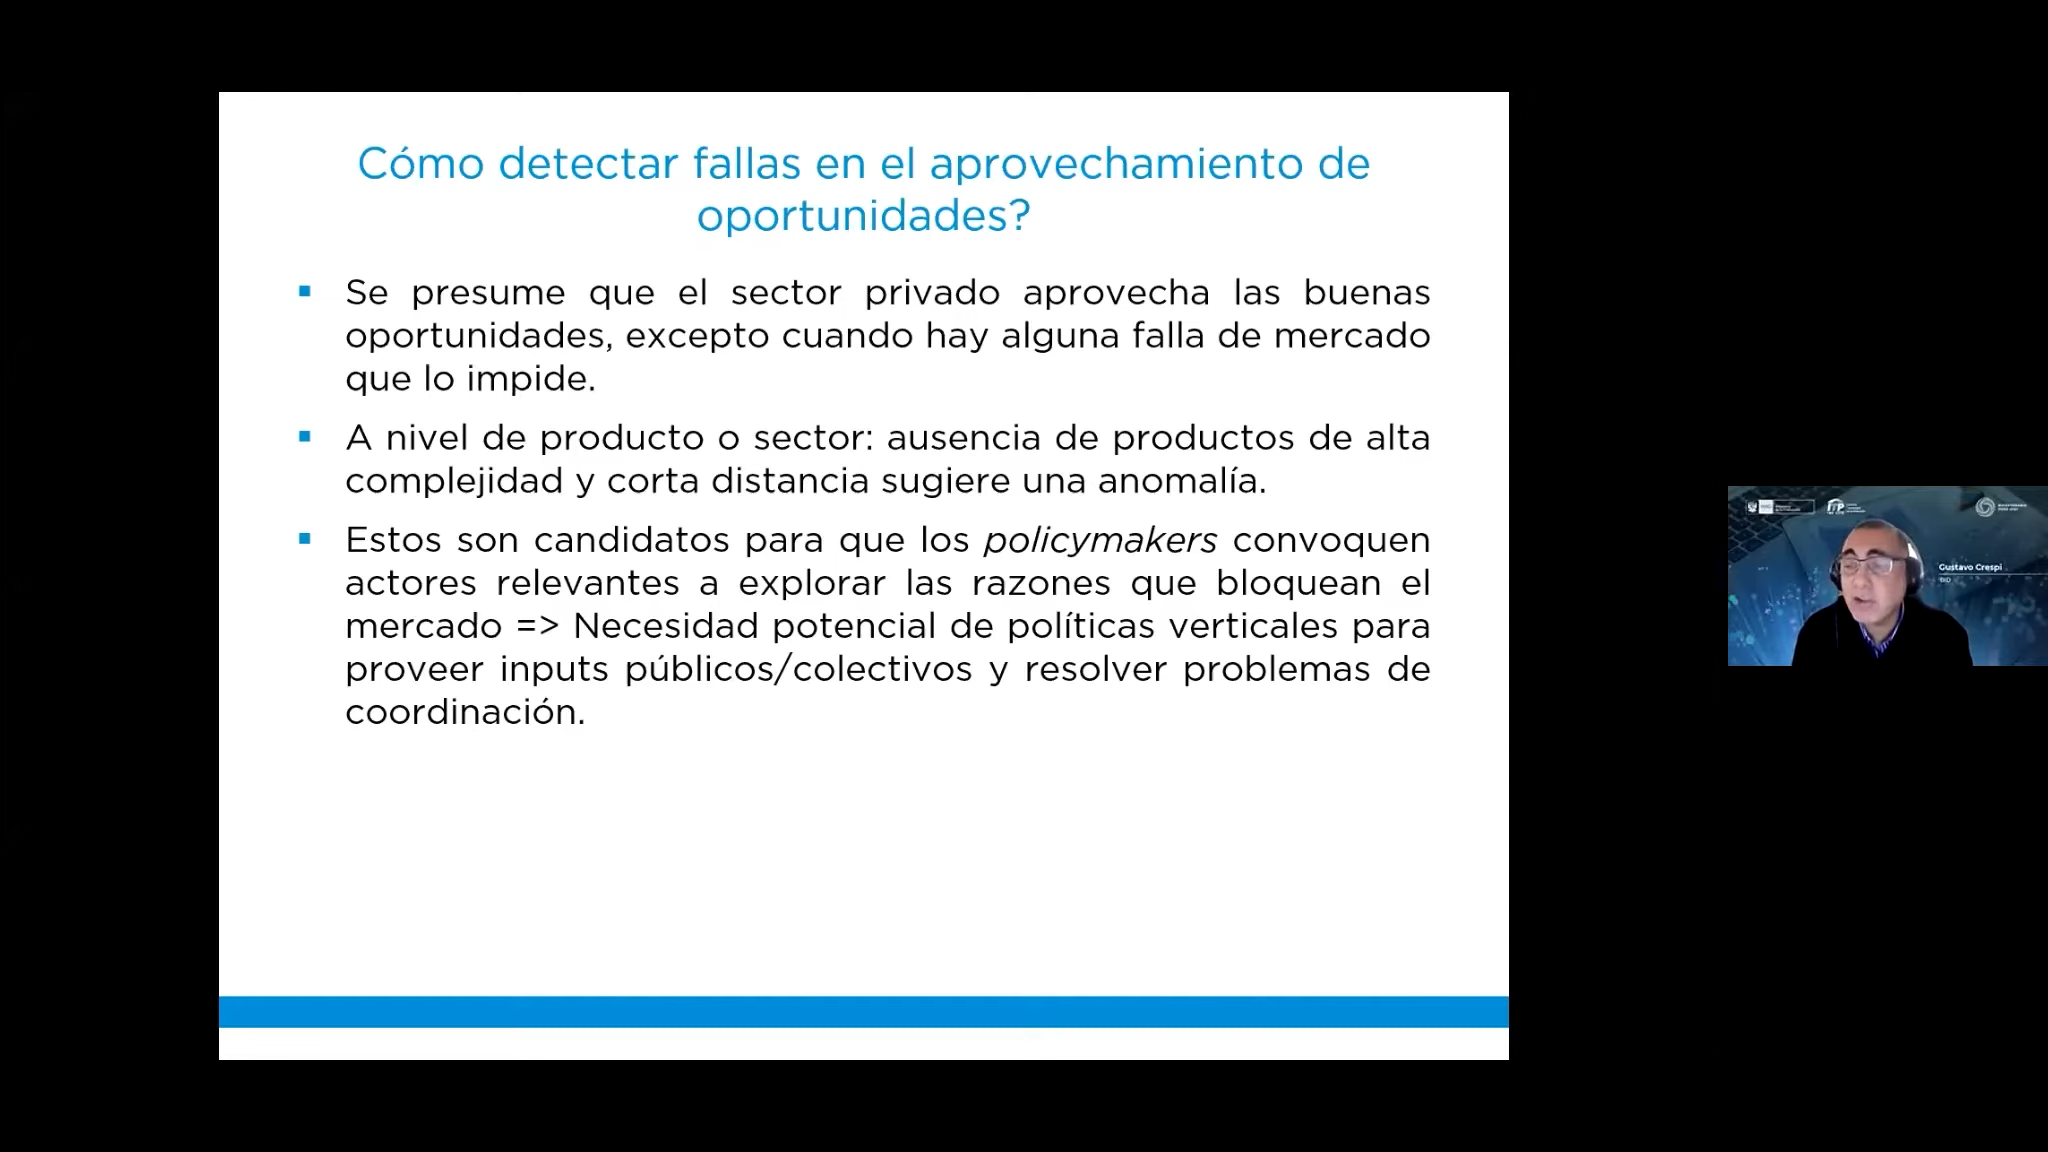 Cómo detectar fallas en el aprovechamiento de
oportunidades?
Se presume que el sector privado aprovecha las buenas
oportunidades, excepto cuando hay alguna falla de mercado
que lo impide.
A nivel de producto o sector: ausencia de productos de alta
complejidad y corta distancia sugiere una anomalía.
Estos son candidatos para que los policymakers convoquen
actores relevantes a explorar las razones que bloquean el
mercado => Necesidad potencial de políticas verticales para
proveer inputs públicos/colectivos y resolver problemas de
coordinación.
Gustavo Crespi
BID